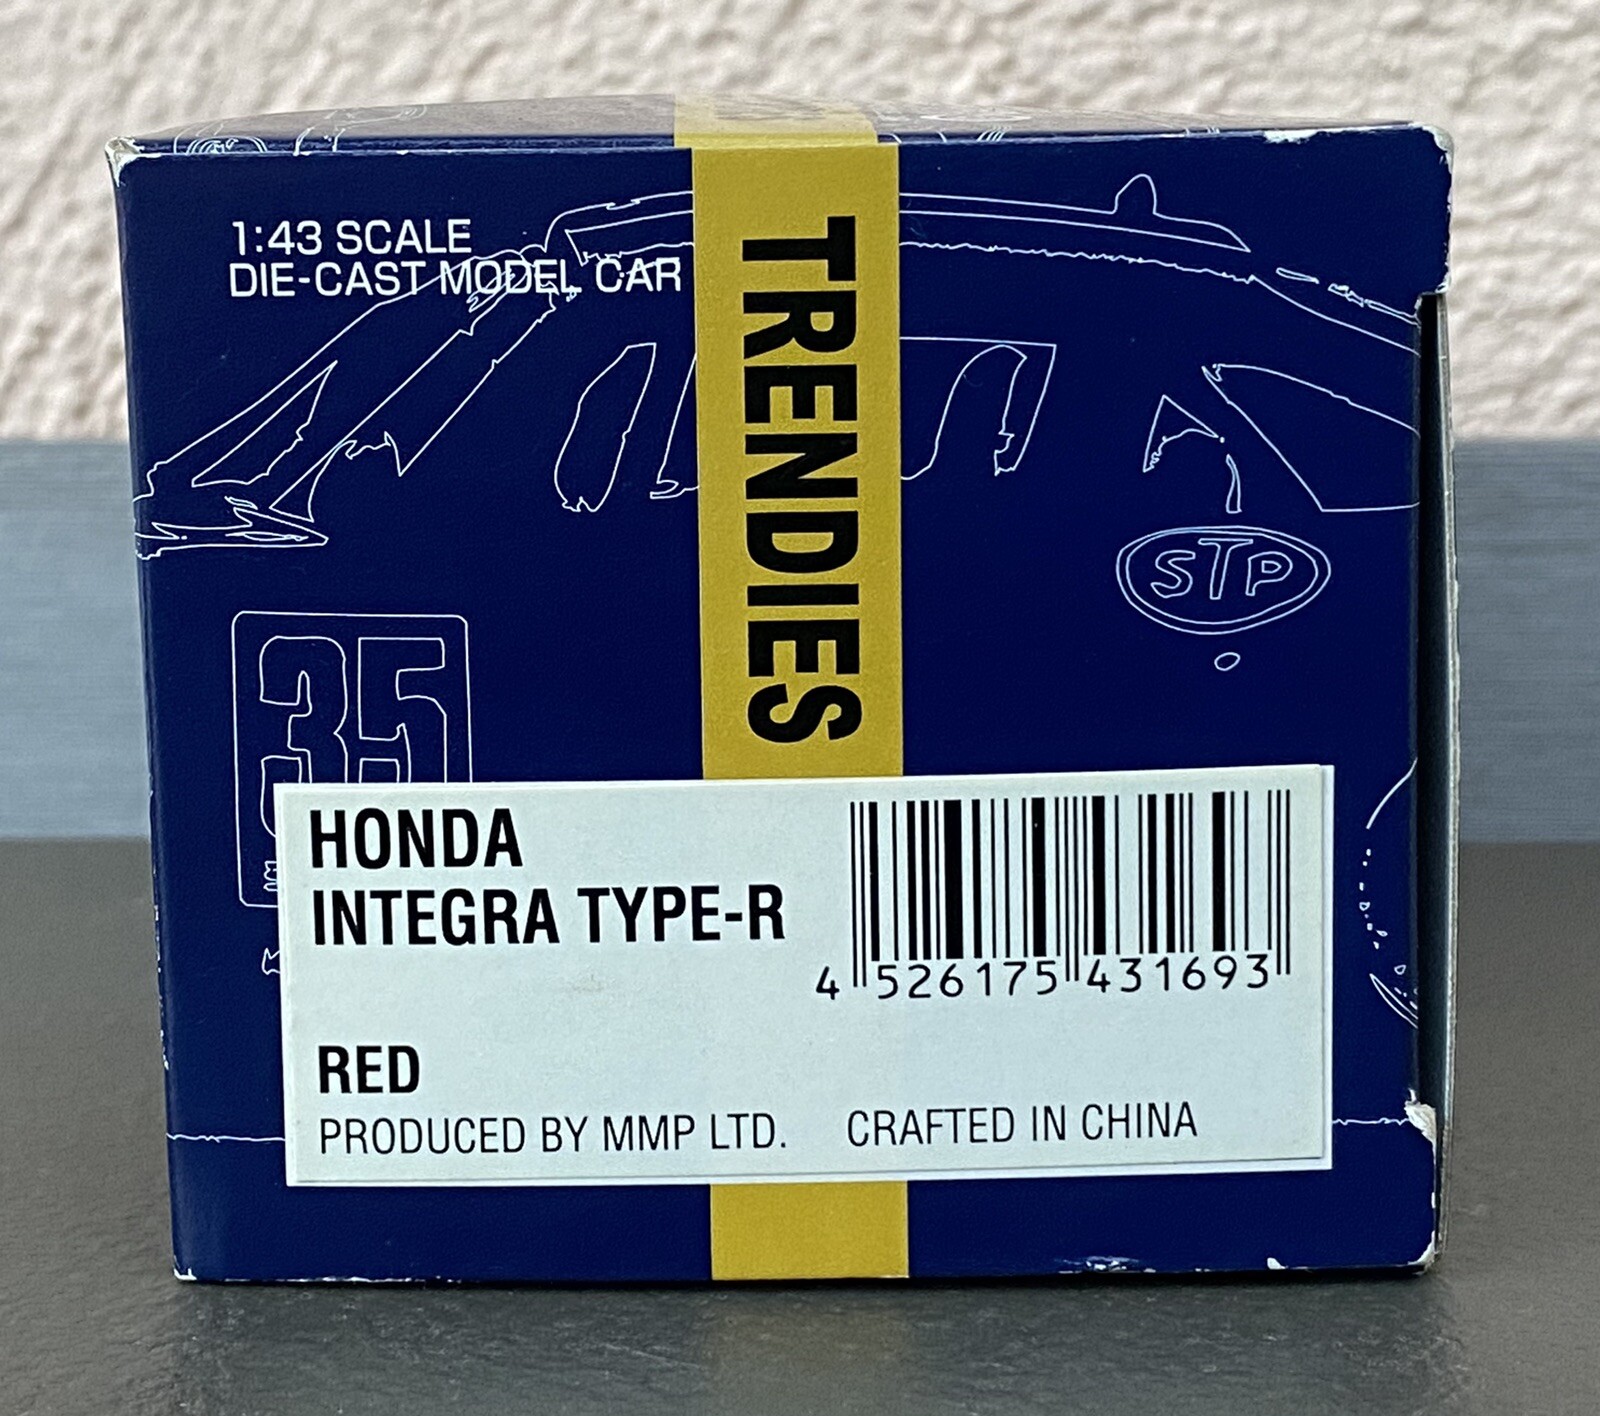 1:43 SCALE
DIE-CAST MODEL CAR
TRENDIES
STP
35
HONDA
INTEGRA TYPE-R
4 526175 431693
RED
PRODUCED BY MMP LTD. CRAFTED IN CHINA